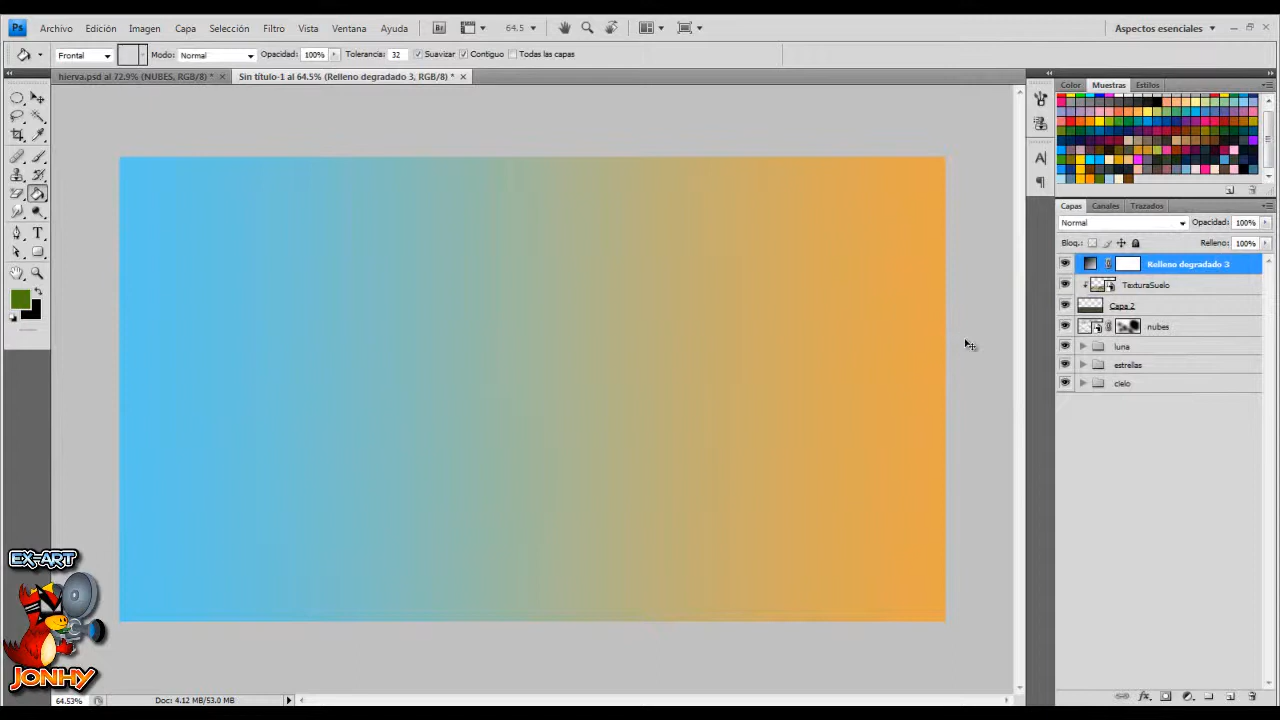 Ps Archivo Edición Imagen Capa Selección Filtro Vista Ventana Ayuda Br 64.5 Aspectos esenciales
Frontal Modo: Normal Opacidad: 100% Tolerancia: 32 Suavizar Contiguo Todas las capas
hierva.psd al 72.9% (NUBES, RGB/8) * × Sin título-1 al 64.5% (Relleno degradado 3, RGB/8) * ×
Color Muestras Estilos
Capas Canales Trazados
Normal Opacidad: 100%
Bloq.: Relleno: 100%
Relleno degradado 3
TexturaSuelo
Capa 2
nubes
luna
estrellas
cielo
EX-ART
JONHY
64.53% Doc: 4.12 MB/53.0 MB